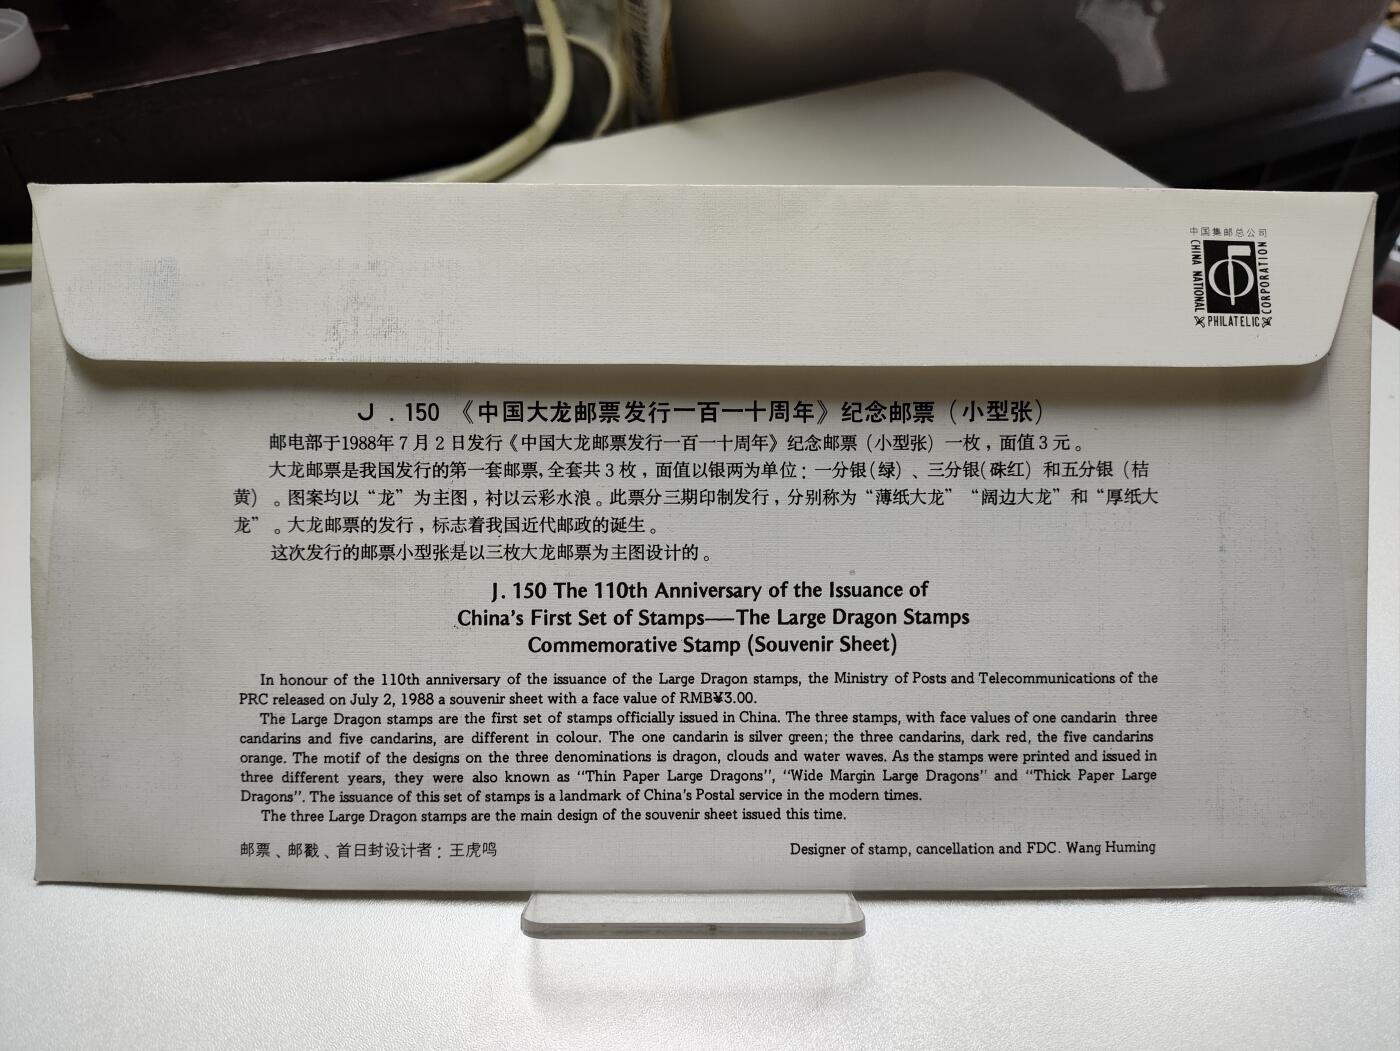 中国集邮总公司
CHINA NATIONAL
PHILATELIC
CORPORATION
J . 150 《中国大龙邮票发行一百一十周年》纪念邮票（小型张）
邮电部于1988年7月2日发行《中国大龙邮票发行一百一十周年》纪念邮票（小型张）一枚，面值3元。
大龙邮票是我国发行的第一套邮票,全套共3枚，面值以银两为单位：一分银(绿)、三分银(硃红) 和五分银（桔
黄）。图案均以“龙”为主图，衬以云彩水浪。此票分三期印制发行，分别称为“薄纸大龙”“阔边大龙”和“厚纸大
龙”。大龙邮票的发行，标志着我国近代邮政的诞生。
这次发行的邮票小型张是以三枚大龙邮票为主图设计的。
J. 150 The 110th Anniversary of the Issuance of
China's First Set of Stamps——The Large Dragon Stamps
Commemorative Stamp (Souvenir Sheet)
In honour of the 110th anniversary of the issuance of the Large Dragon stamps, the Ministry of Posts and Telecommunications of the
PRC released on July 2, 1988 a souvenir sheet with a face value of RMB¥3.00.
The Large Dragon stamps are the first set of stamps officially issued in China. The three stamps, with face values of one candarin three
candarins and five candarins, are different in colour. The one candarin is silver green; the three candarins, dark red, the five candarins
orange. The motif of the designs on the three denominations is dragon, clouds and water waves. As the stamps were printed and issued in
three different years, they were also known as "Thin Paper Large Dragons", "Wide Margin Large Dragons" and "Thick Paper Large
Dragons". The issuance of this set of stamps is a landmark of China's Postal service in the modern times.
The three Large Dragon stamps are the main design of the souvenir sheet issued this time.
邮票、邮戳、首日封设计者：王虎鸣
Designer of stamp, cancellation and FDC. Wang Huming